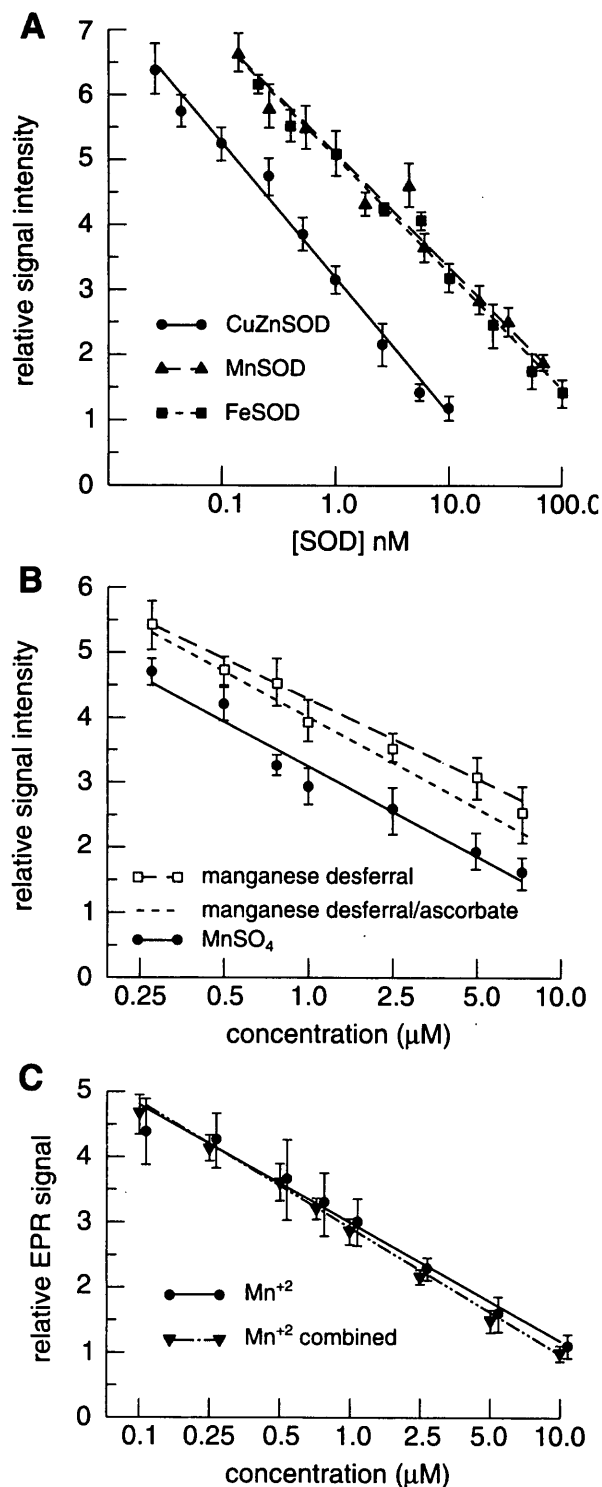 A
7
6
5
4
3
2
1
0
relative signal intensity
CuZnSOD
MnSOD
FeSOD
0.1 1.0 10.0 100.0
[SOD] nM
B
6
5
4
3
2
1
0
relative signal intensity
manganese desferral
manganese desferral/ascorbate
MnSO₄
0.25 0.5 1.0 2.5 5.0 10.0
concentration (μM)
C
5
4
3
2
1
0
relative EPR signal
Mn⁺²
Mn⁺² combined
0.1 0.25 0.5 1.0 2.5 5.0 10.0
concentration (μM)